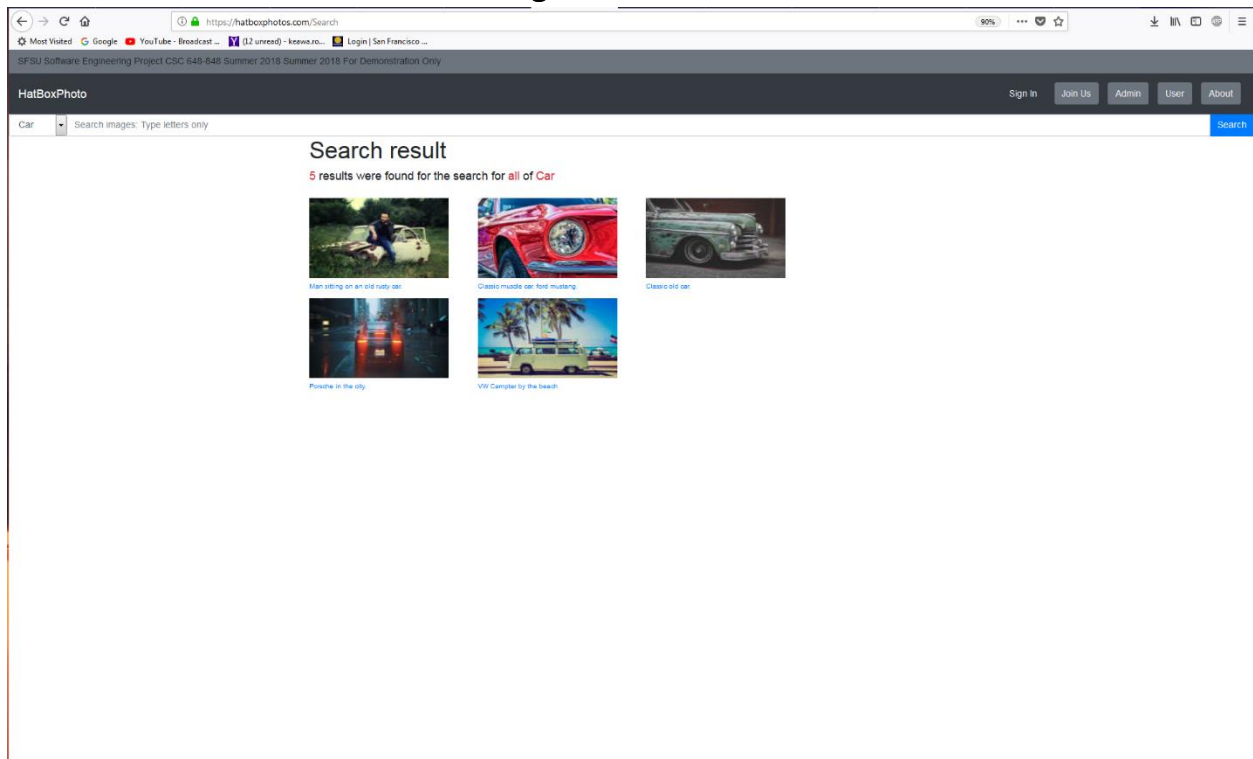 https://hatboxphotos.com/Search
90%
Most Visited Google YouTube - Broadcast ... (12 unread) - keewa.ro... Login | San Francisco ...
SFSU Software Engineering Project CSC 648-848 Summer 2018 Summer 2018 For Demonstration Only
HatBoxPhoto Sign In Join Us Admin User About
Car Search images: Type letters only Search
Search result
5 results were found for the search for all of Car
Man sitting on an old rusty car. Classic muscle car, ford mustang. Classic old car.
Porsche in the city. VW Campter by the beach.